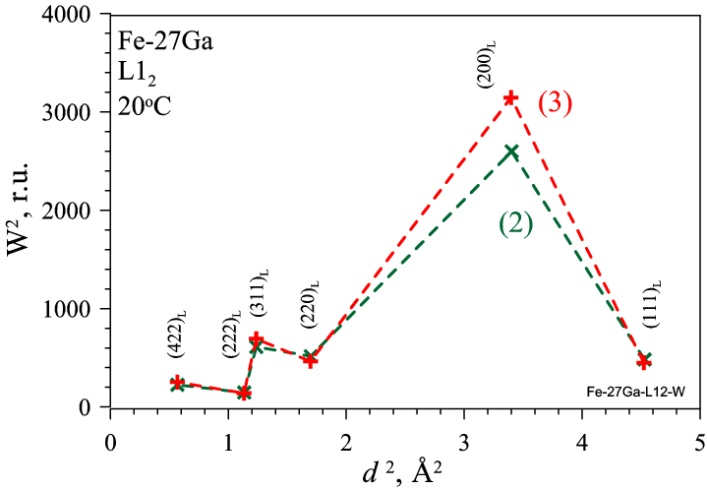 4000
3000
2000
1000
0
W², r.u.
Fe-27Ga
L1₂
20°C
(422)L
(222)L
(311)L
(220)L
(200)L
(111)L
(3)
(2)
Fe-27Ga-L12-W
0 1 2 3 4 5
d ², Å²